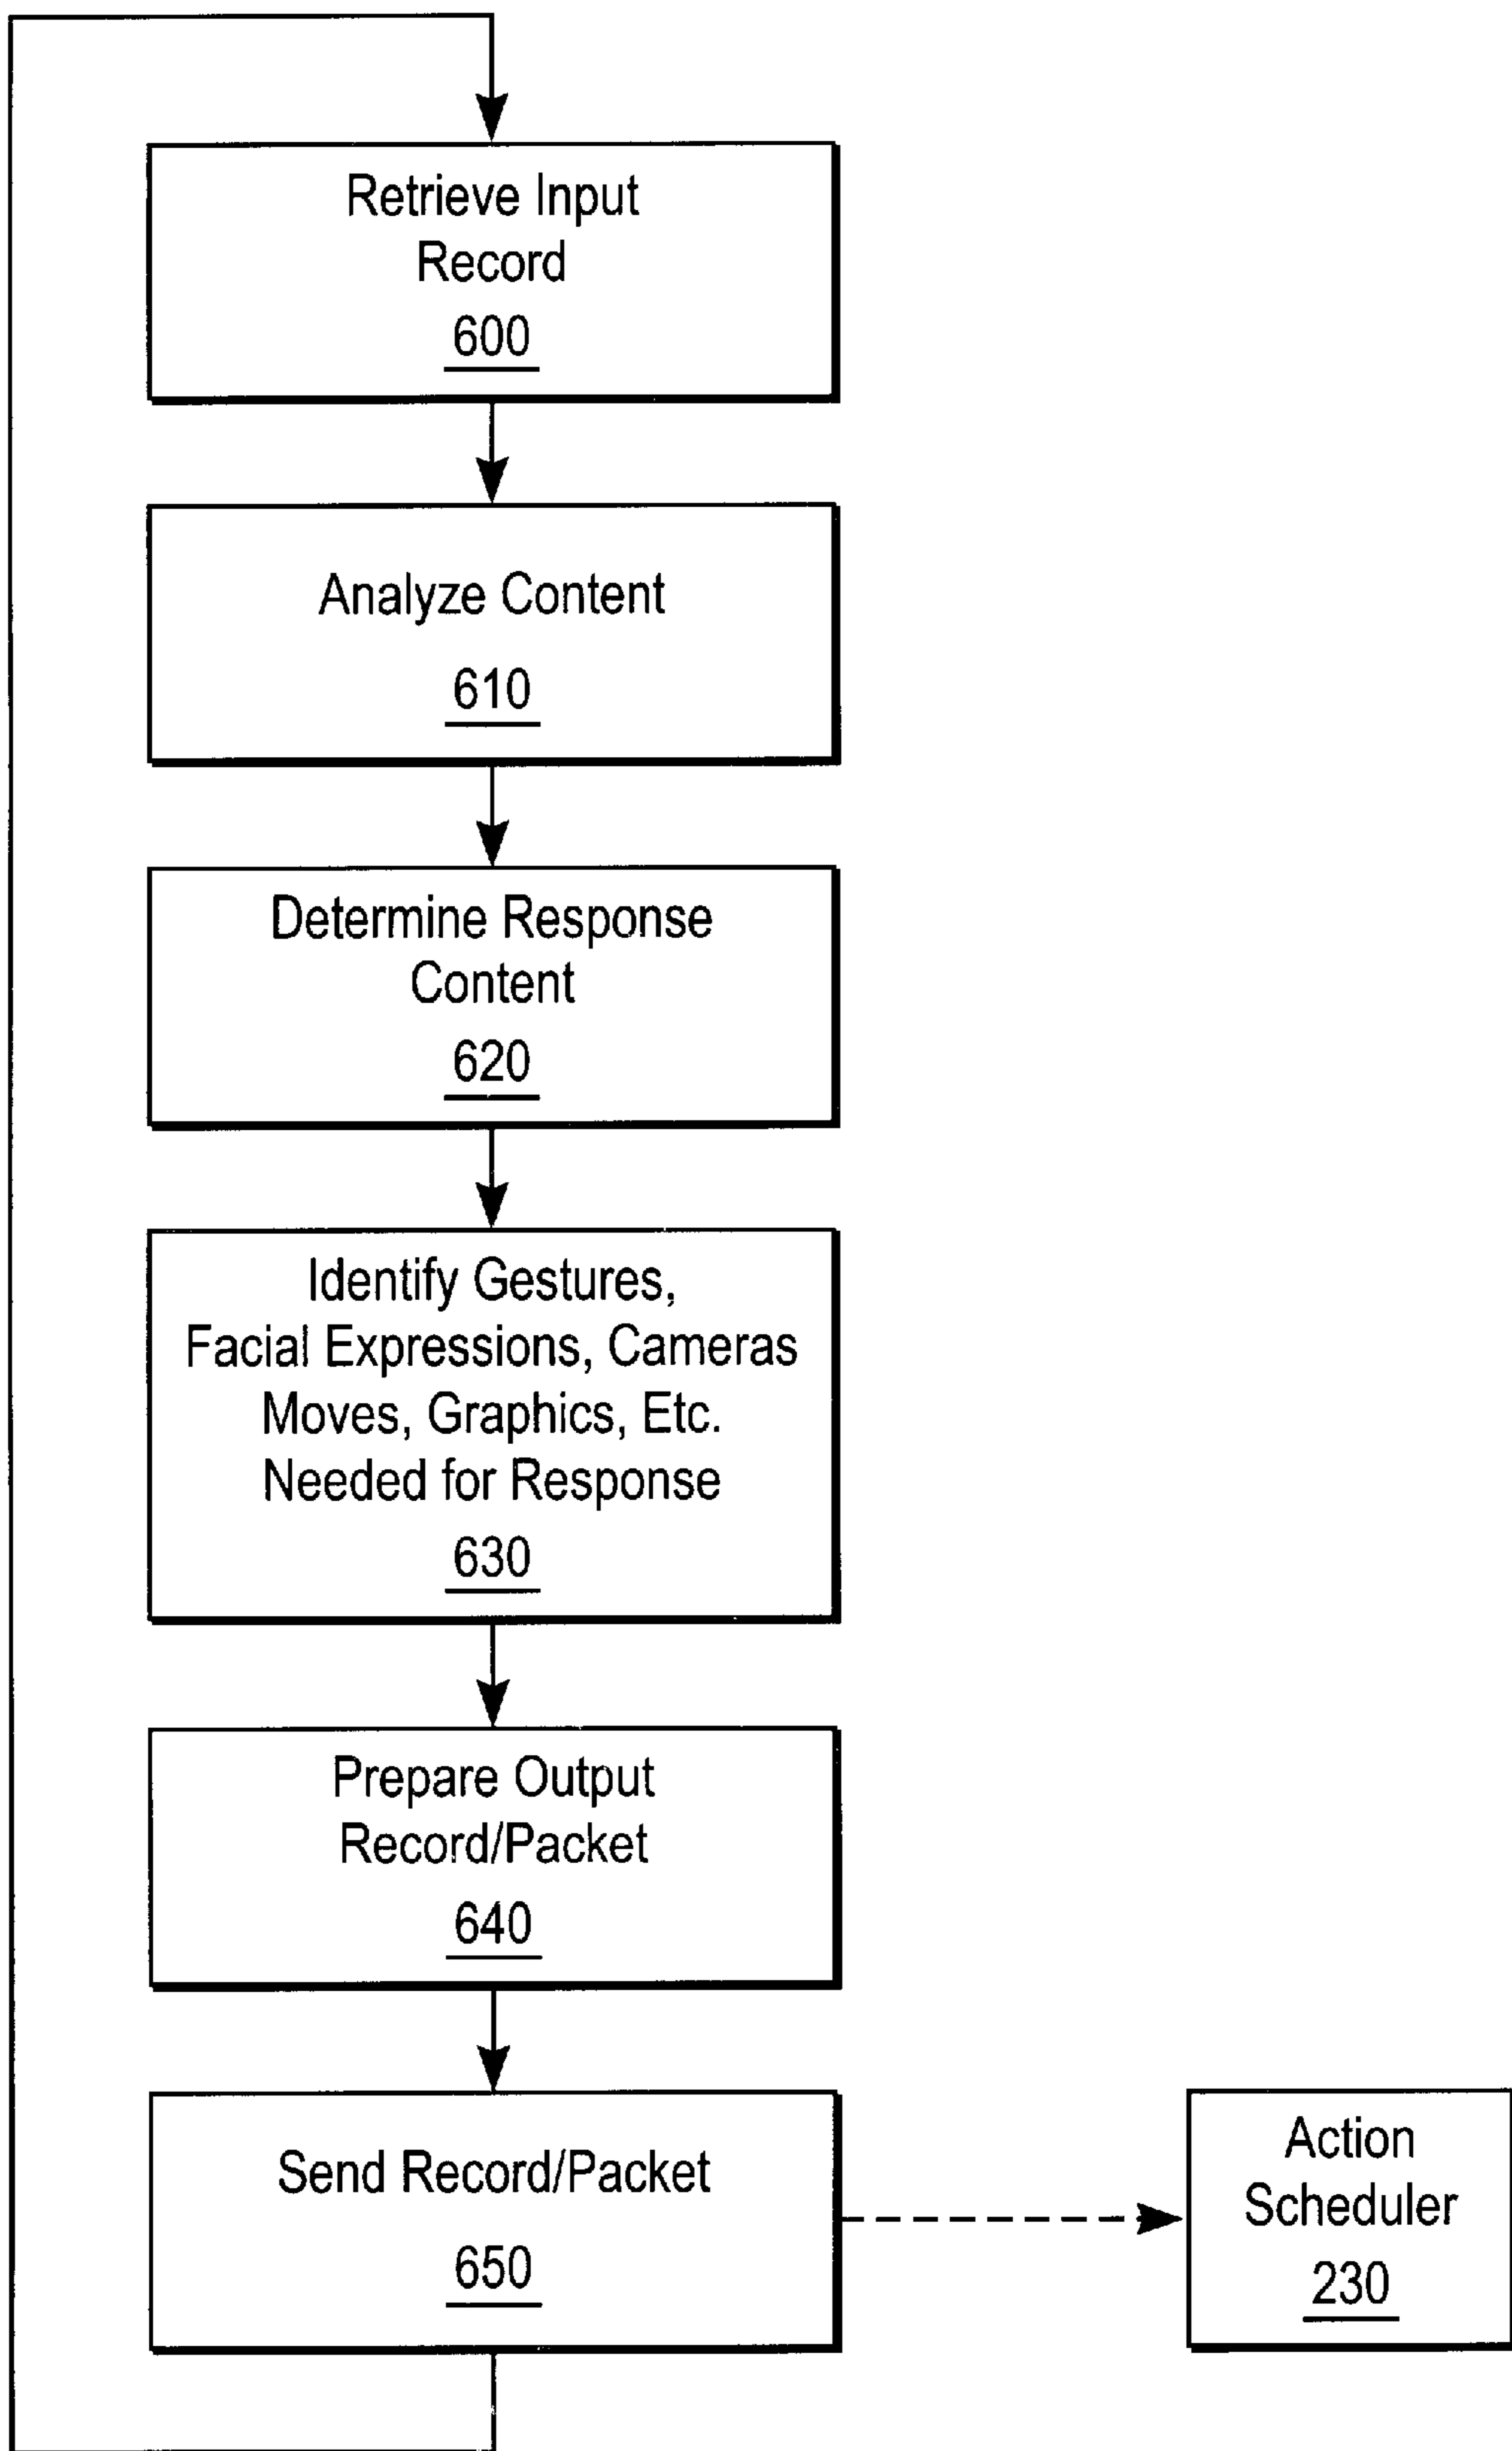 Retrieve Input
Record
600
Analyze Content
610
Determine Response
Content
620
Identify Gestures,
Facial Expressions, Cameras
Moves, Graphics, Etc.
Needed for Response
630
Prepare Output
Record/Packet
640
Send Record/Packet
650
Action
Scheduler
230